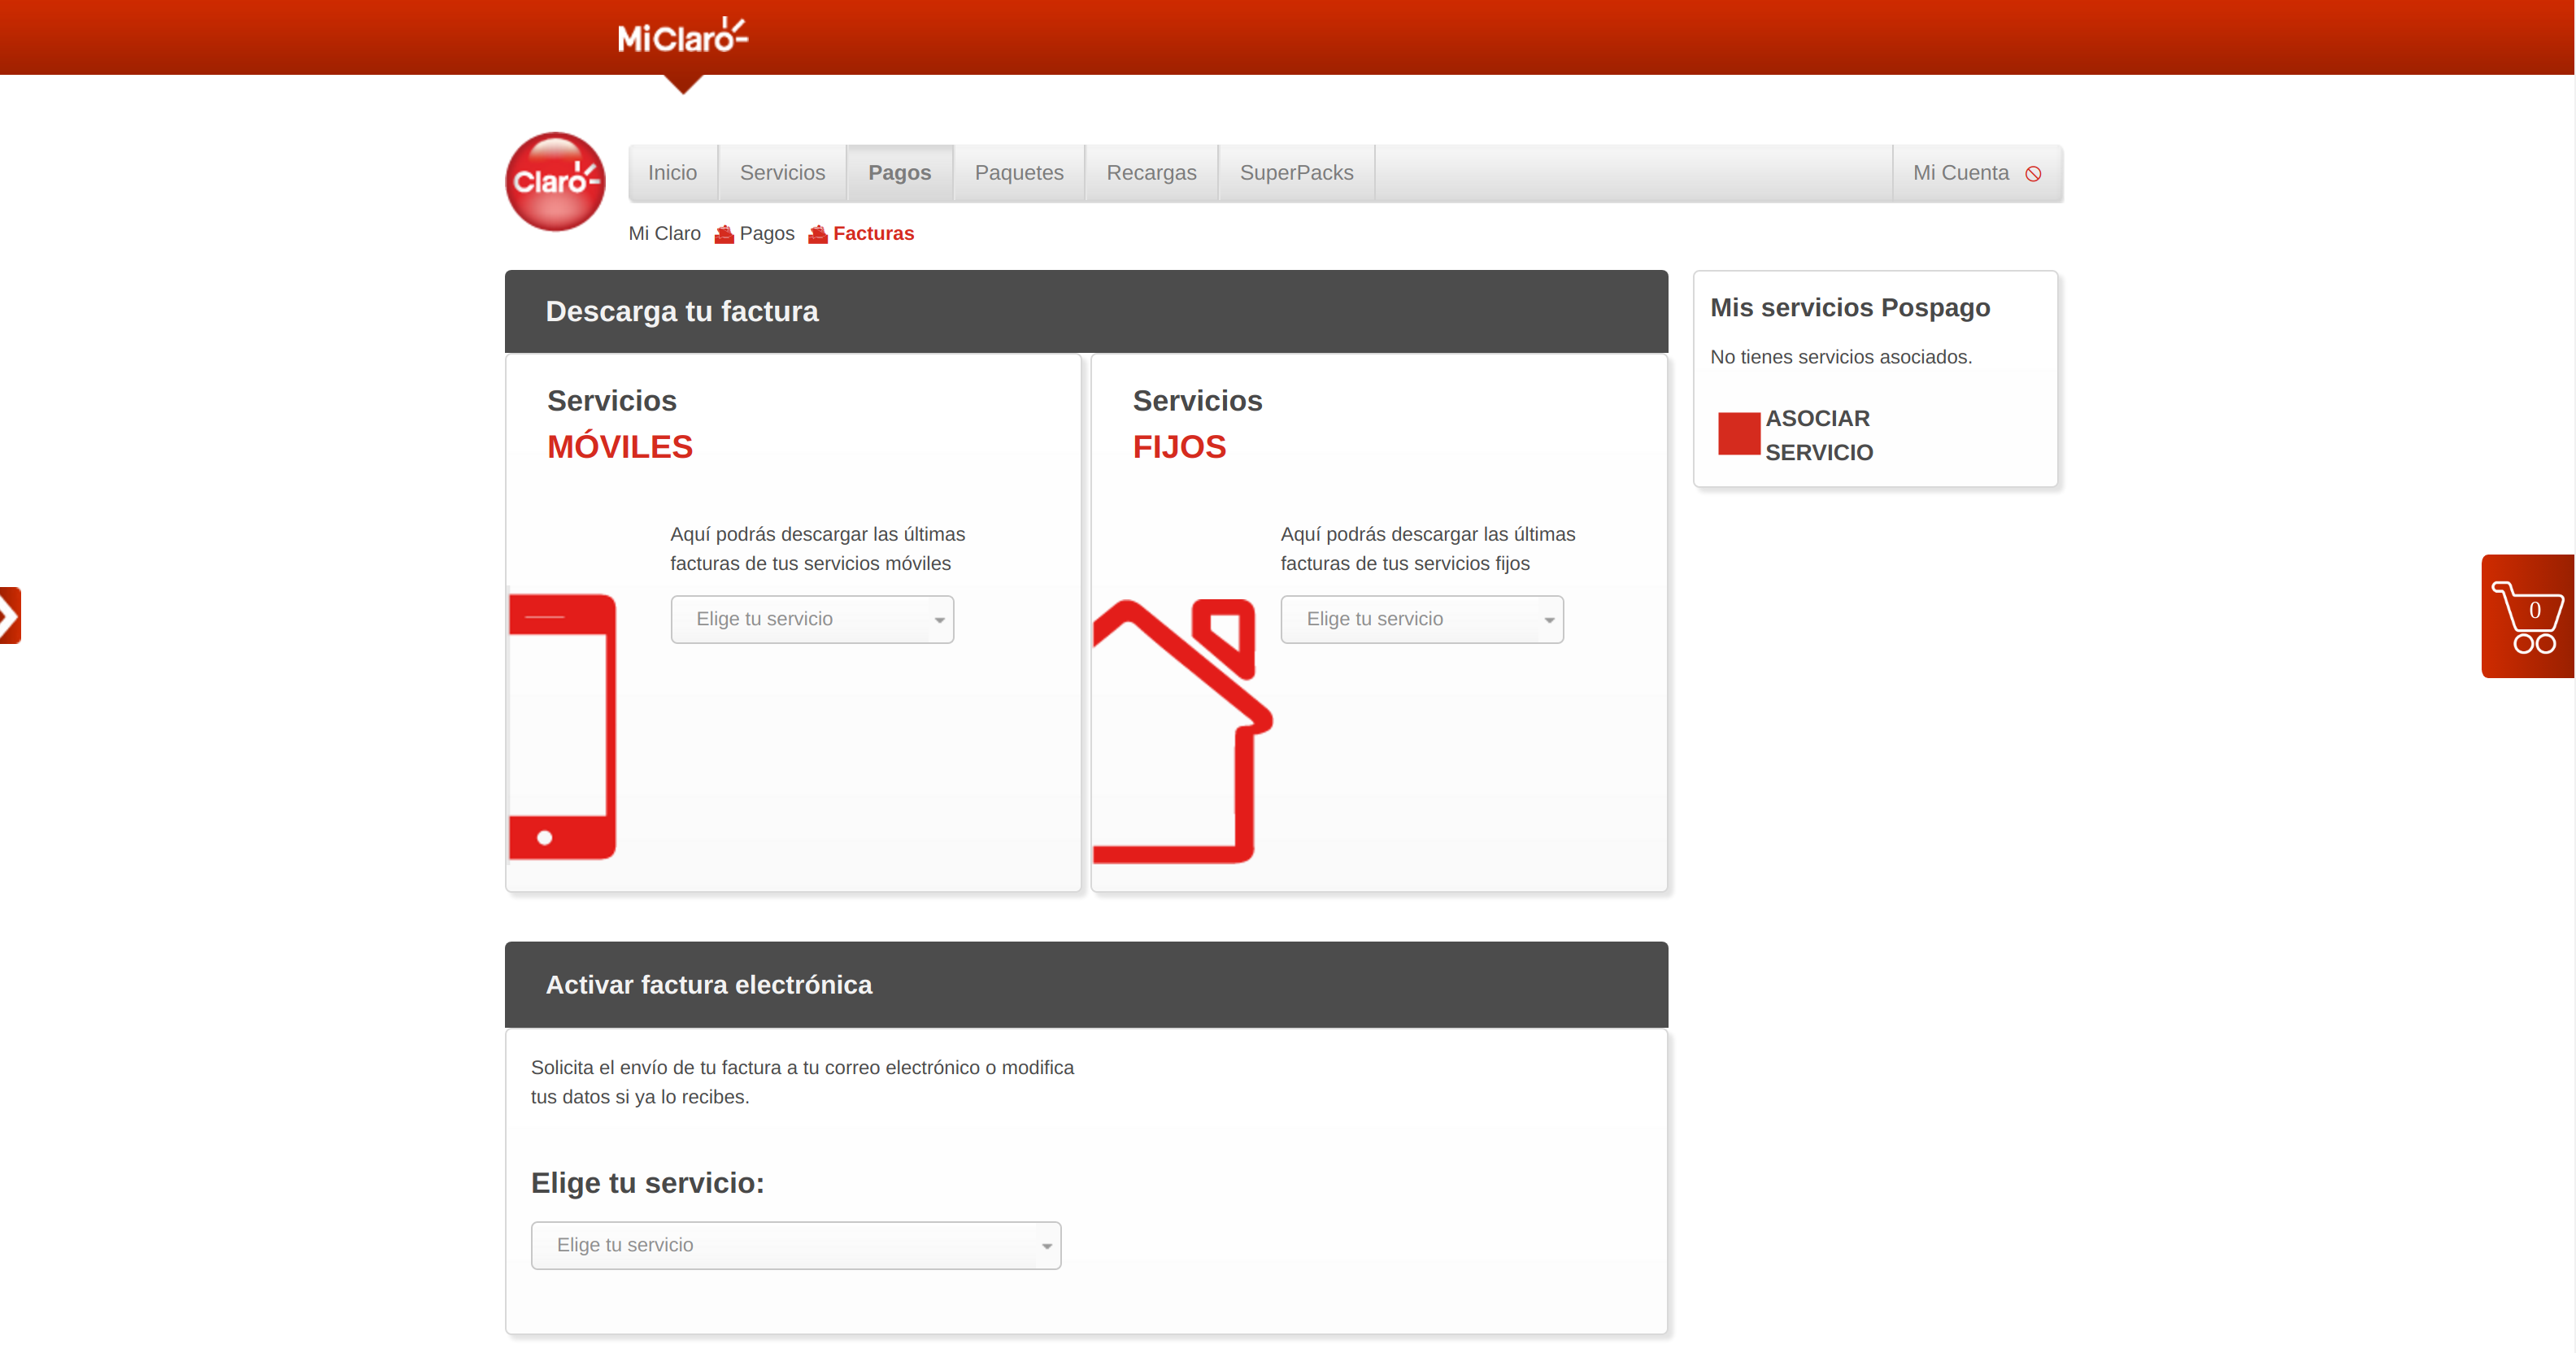 MiClaro
Claro
Inicio
Servicios
Pagos
Paquetes
Recargas
SuperPacks
Mi Cuenta
Mi Claro Pagos Facturas
Descarga tu factura
Servicios
MÓVILES
Aquí podrás descargar las últimas
facturas de tus servicios móviles
Elige tu servicio
Servicios
FIJOS
Aquí podrás descargar las últimas
facturas de tus servicios fijos
Elige tu servicio
Mis servicios Pospago
No tienes servicios asociados.
ASOCIAR
SERVICIO
0
Activar factura electrónica
Solicita el envío de tu factura a tu correo electrónico o modifica
tus datos si ya lo recibes.
Elige tu servicio:
Elige tu servicio